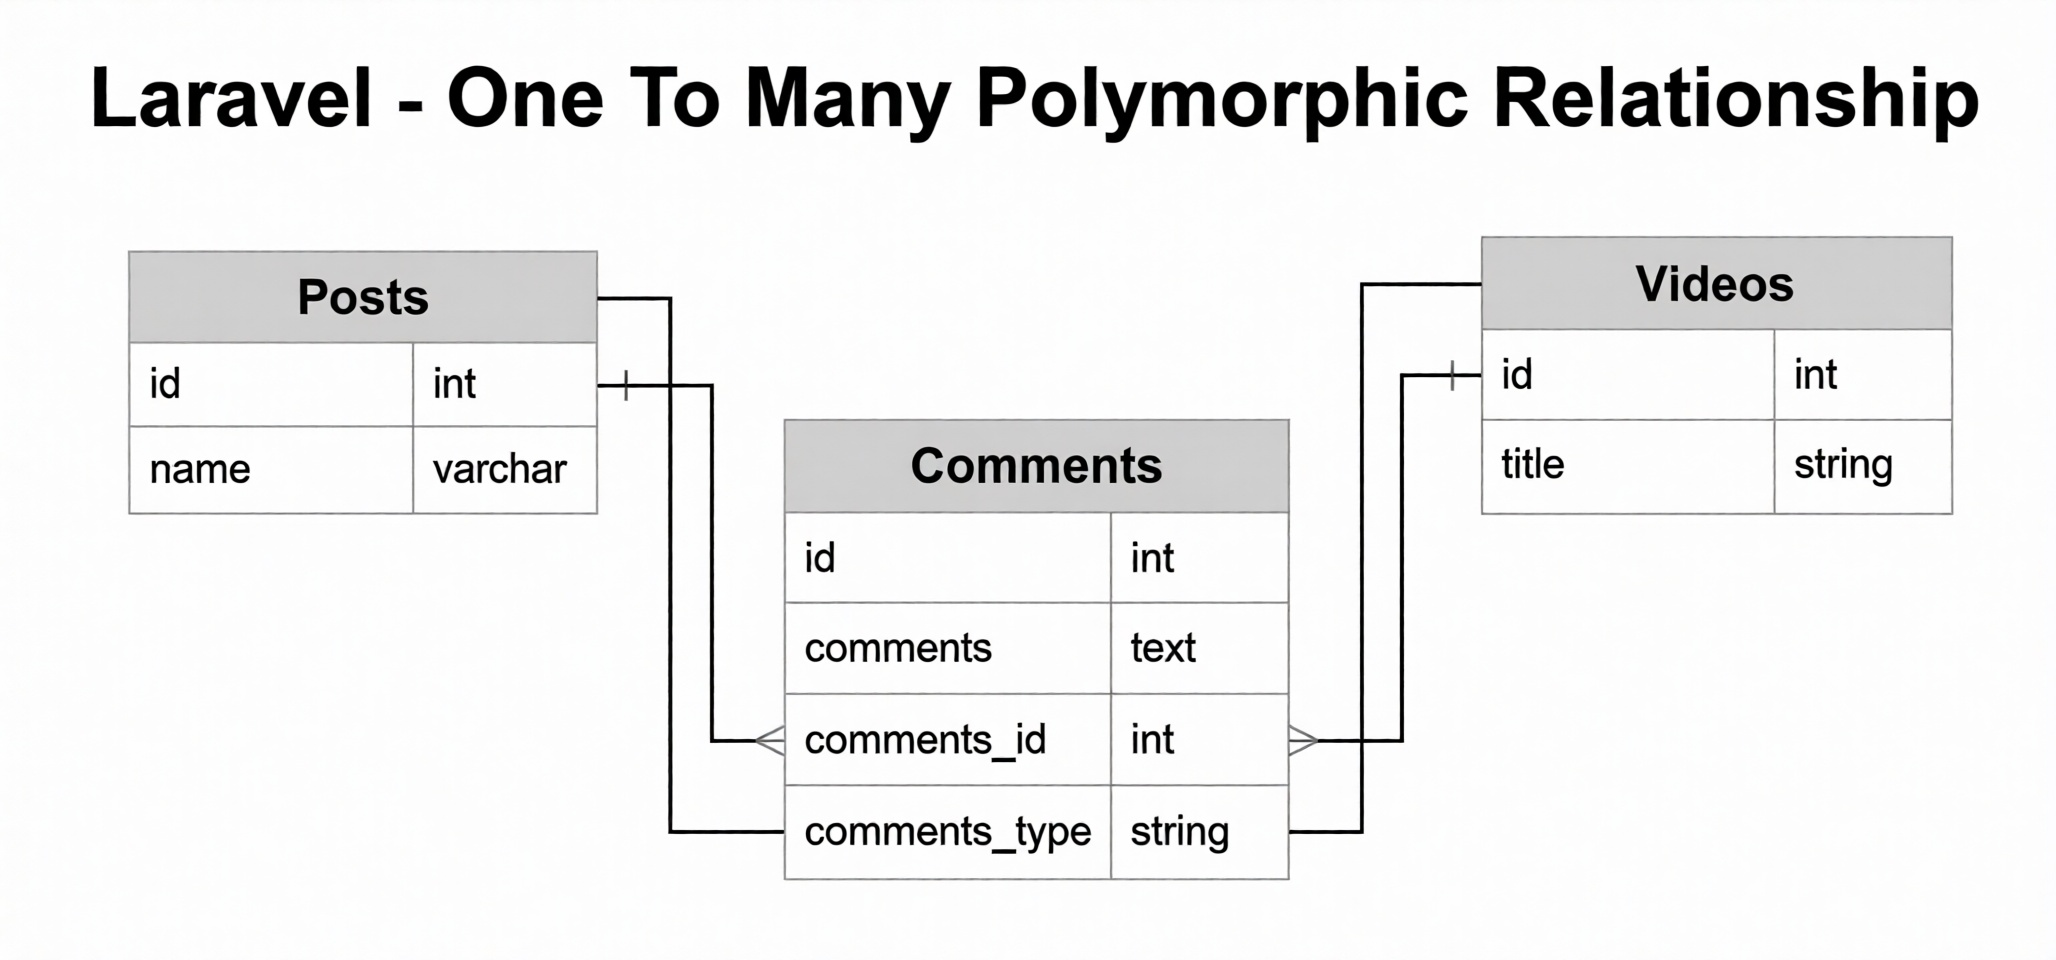 Laravel - One To Many Polymorphic Relationship
Posts
id int
name varchar
Comments
id int
comments text
comments_id int
comments_type string
Videos
id int
title string